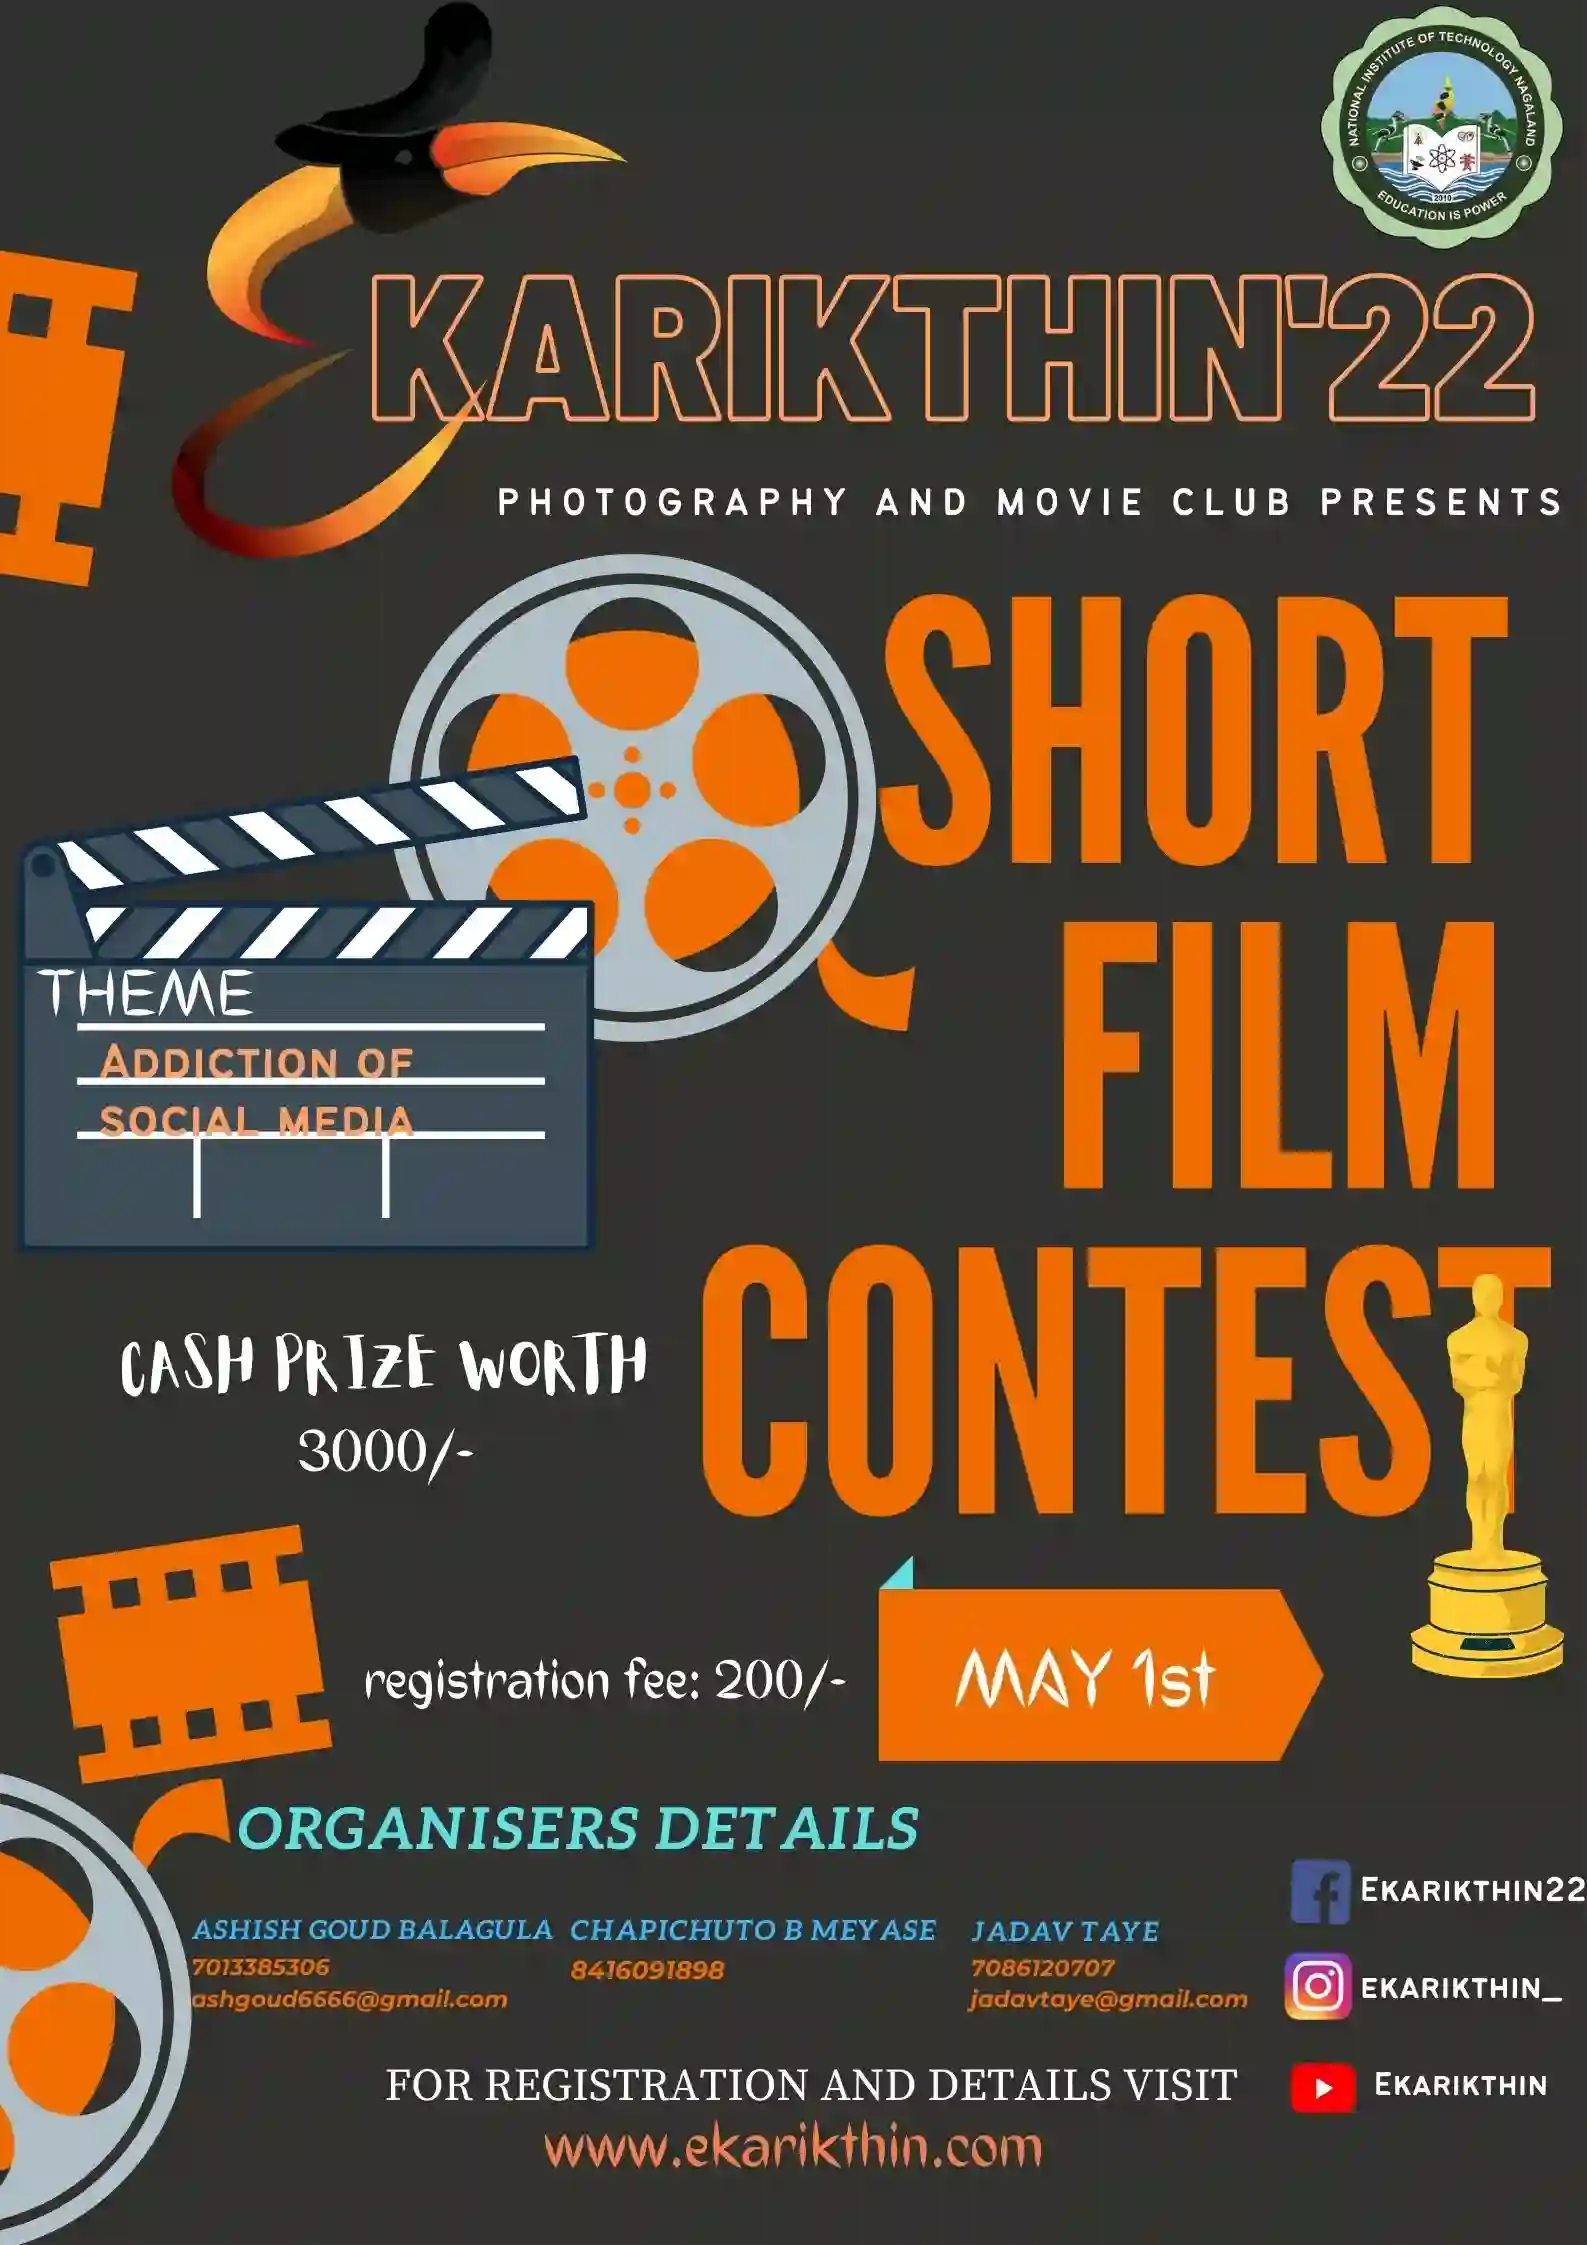 NATIONAL INSTITUTE OF TECHNOLOGY NAGALAND
2010
EDUCATION IS POWER
EKARIKTHIN'22
PHOTOGRAPHY AND MOVIE CLUB PRESENTS
SHORT
FILM
CONTEST
THEME
ADDICTION OF
SOCIAL MEDIA
CASH PRIZE WORTH
3000/-
registration fee: 200/-
MAY 1st
ORGANISERS DETAILS
ASHISH GOUD BALAGULA
7013385306
ashgoud6666@gmail.com
CHAPICHUTO B MEYASE
8416091898
JADAV TAYE
7086120707
jadavtaye@gmail.com
EKARIKTHIN22
EKARIKTHIN_
EKARIKTHIN
FOR REGISTRATION AND DETAILS VISIT
www.ekarikthin.com